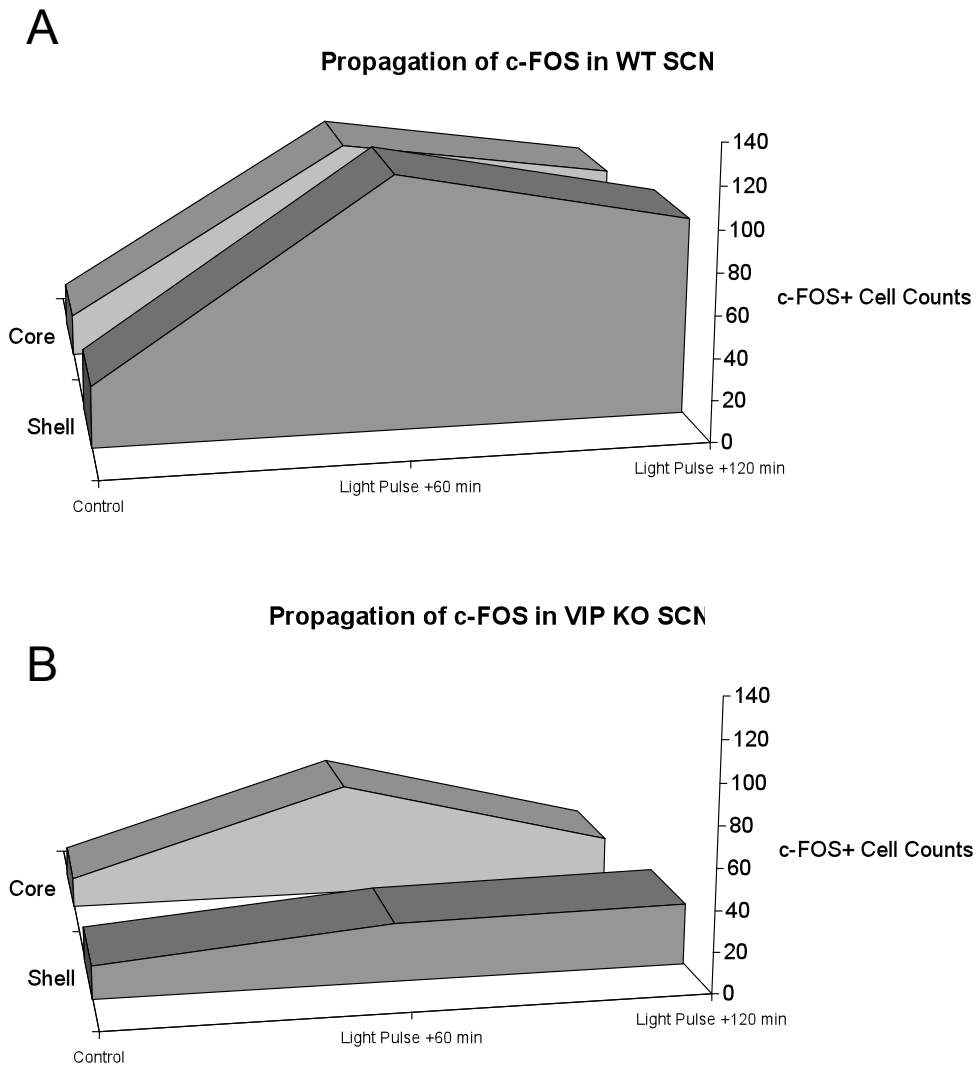 A
Propagation of c-FOS in WT SCN
140
120
100
80
c-FOS+ Cell Counts
60
Core
40
20
Shell
0
Light Pulse +120 min
Light Pulse +60 min
Control
Propagation of c-FOS in VIP KO SCN
B
140
120
100
80
c-FOS+ Cell Counts
60
Core
40
20
Shell
0
Light Pulse +120 min
Light Pulse +60 min
Control